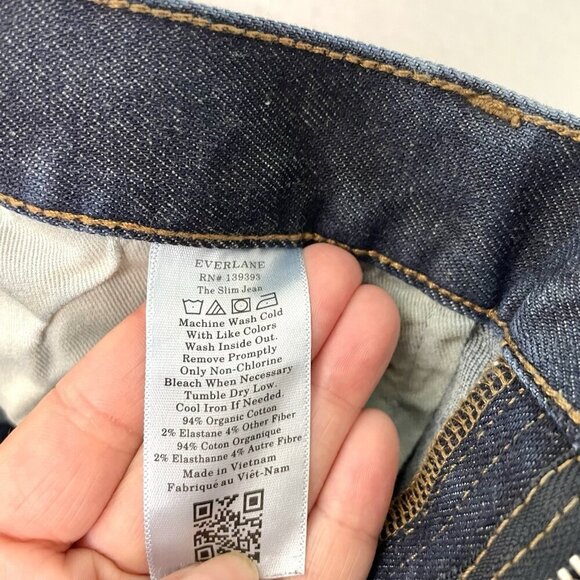 EVERLANE
RN# 139393
The Slim Jean
Machine Wash Cold
With Like Colors
Wash Inside Out.
Remove Promptly
Only Non-Chlorine
Bleach When Necessary
Tumble Dry Low.
Cool Iron If Needed.
94% Organic Cotton
2% Elastane 4% Other Fiber
94% Coton Organique
2% Elasthanne 4% Autre Fibre
Made in Vietnam
Fabriqué au Viêt-Nam